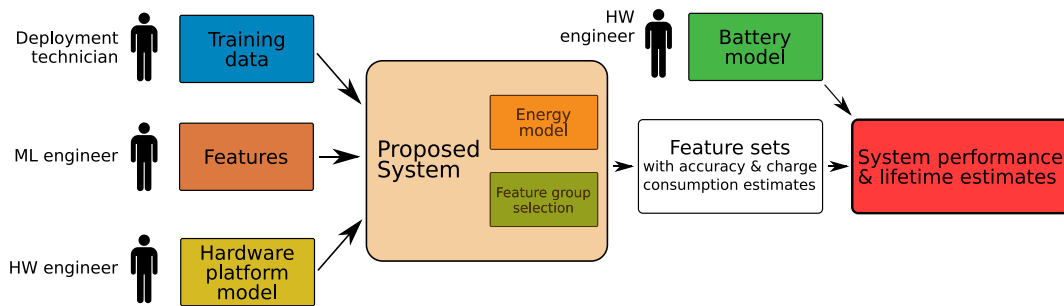 Deployment
technician
Training
data
ML engineer
Features
HW engineer
Hardware
platform
model
Proposed
System
Energy
model
Feature group
selection
HW
engineer
Battery
model
Feature sets
with accuracy & charge
consumption estimates
System performance
& lifetime estimates